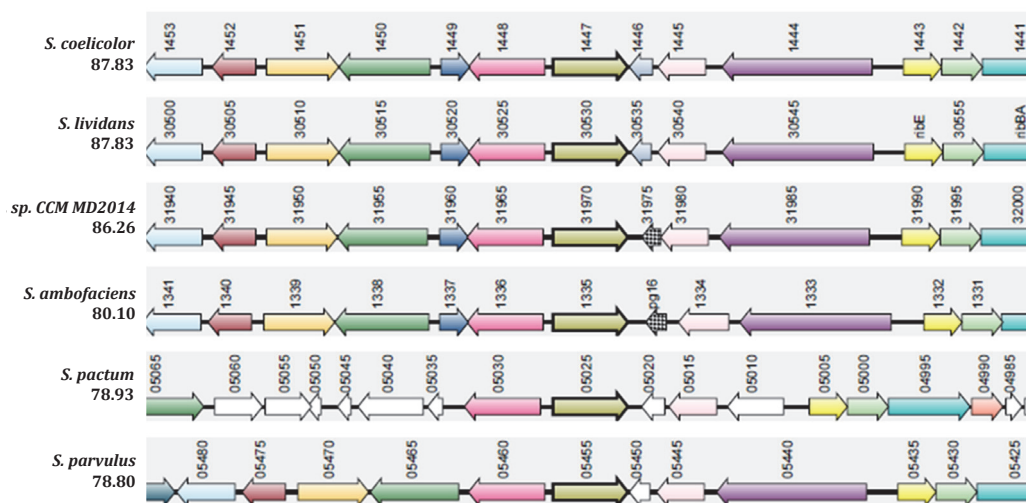 1453 1452 1451 1450 1449 1448 1447 1446 1445 1444 1443 1442 1441
S. coelicolor
87.83
30500 30505 30510 30515 30520 30525 30530 30535 30540 30545 ribE 30555 ribBA
S. lividans
87.83
31940 31945 31950 31955 31960 31965 31970 31975 31980 31985 31990 31995 32000
sp. CCM MD2014
86.26
1341 1340 1339 1338 1337 1336 1335 pg16 1334 1333 1332 1331
S. ambofaciens
80.10
05065 05060 05055 05050 05045 05040 05035 05030 05025 05020 05015 05010 05005 05000 04995 04990 04985
S. pactum
78.93
05480 05475 05470 05465 05460 05455 05450 05445 05440 05435 05430 05425
S. parvulus
78.80